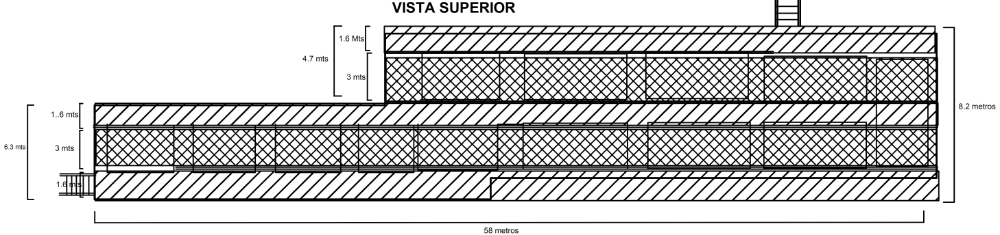 VISTA SUPERIOR
1.6 Mts
4.7 mts
3 mts
8.2 metros
1..6 mts
6.3 mts
3 mts
1.6 mts
58 metros